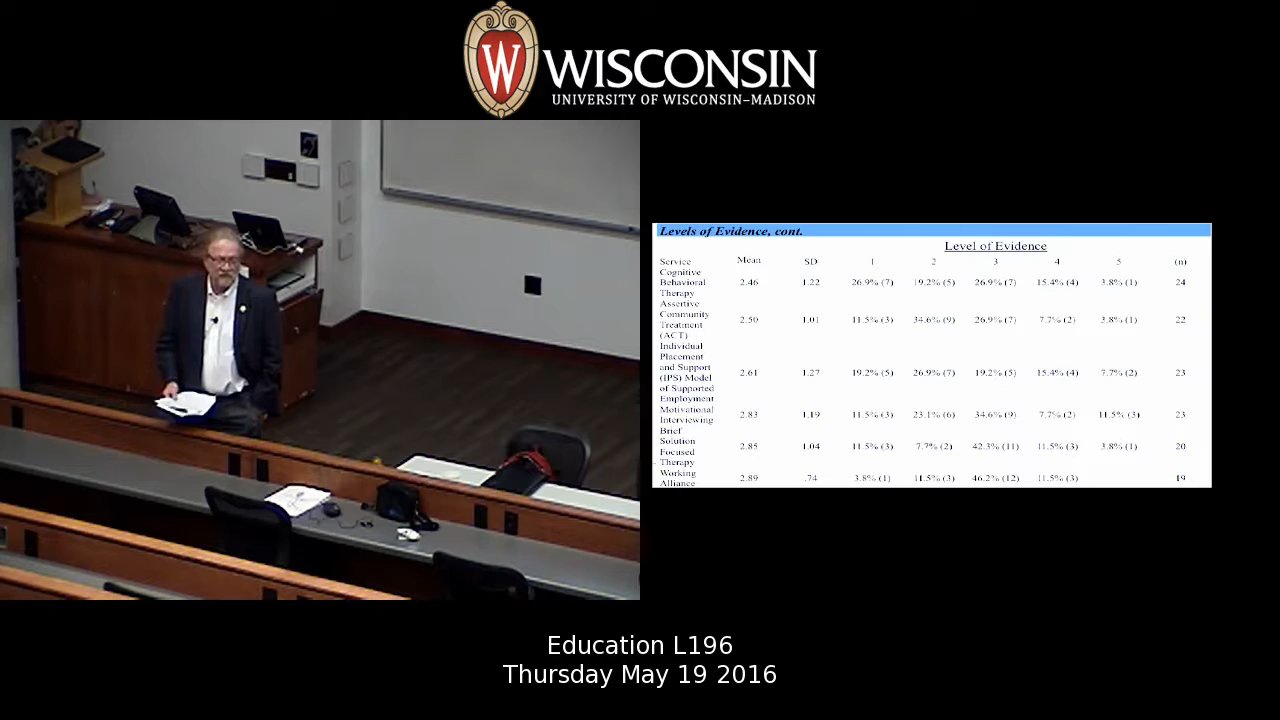 W
WISCONSIN
UNIVERSITY OF WISCONSIN–MADISON
Levels of Evidence, cont.
Level of Evidence
Service Mean SD 1 2 3 4 5 (n)
Cognitive
Behavioral 2.46 1.22 26.9% (7) 19.2% (5) 26.9% (7) 15.4% (4) 3.8% (1) 24
Therapy
Assertive
Community 2.50 1.01 11.5% (3) 34.6% (9) 26.9% (7) 7.7% (2) 3.8% (1) 22
Treatment
(ACT)
Individual
Placement
and Support 2.61 1.27 19.2% (5) 26.9% (7) 19.2% (5) 15.4% (4) 7.7% (2) 23
(IPS) Model
of Supported
Employment
Motivational 2.83 1.19 11.5% (3) 23.1% (6) 34.6% (9) 7.7% (2) 11.5% (3) 23
Interviewing
Brief
Solution 2.85 1.04 11.5% (3) 7.7% (2) 42.3% (11) 11.5% (3) 3.8% (1) 20
Focused
Therapy
Working 2.89 .74 3.8% (1) 11.5% (3) 46.2% (12) 11.5% (3) 19
Alliance
Education L196
Thursday May 19 2016